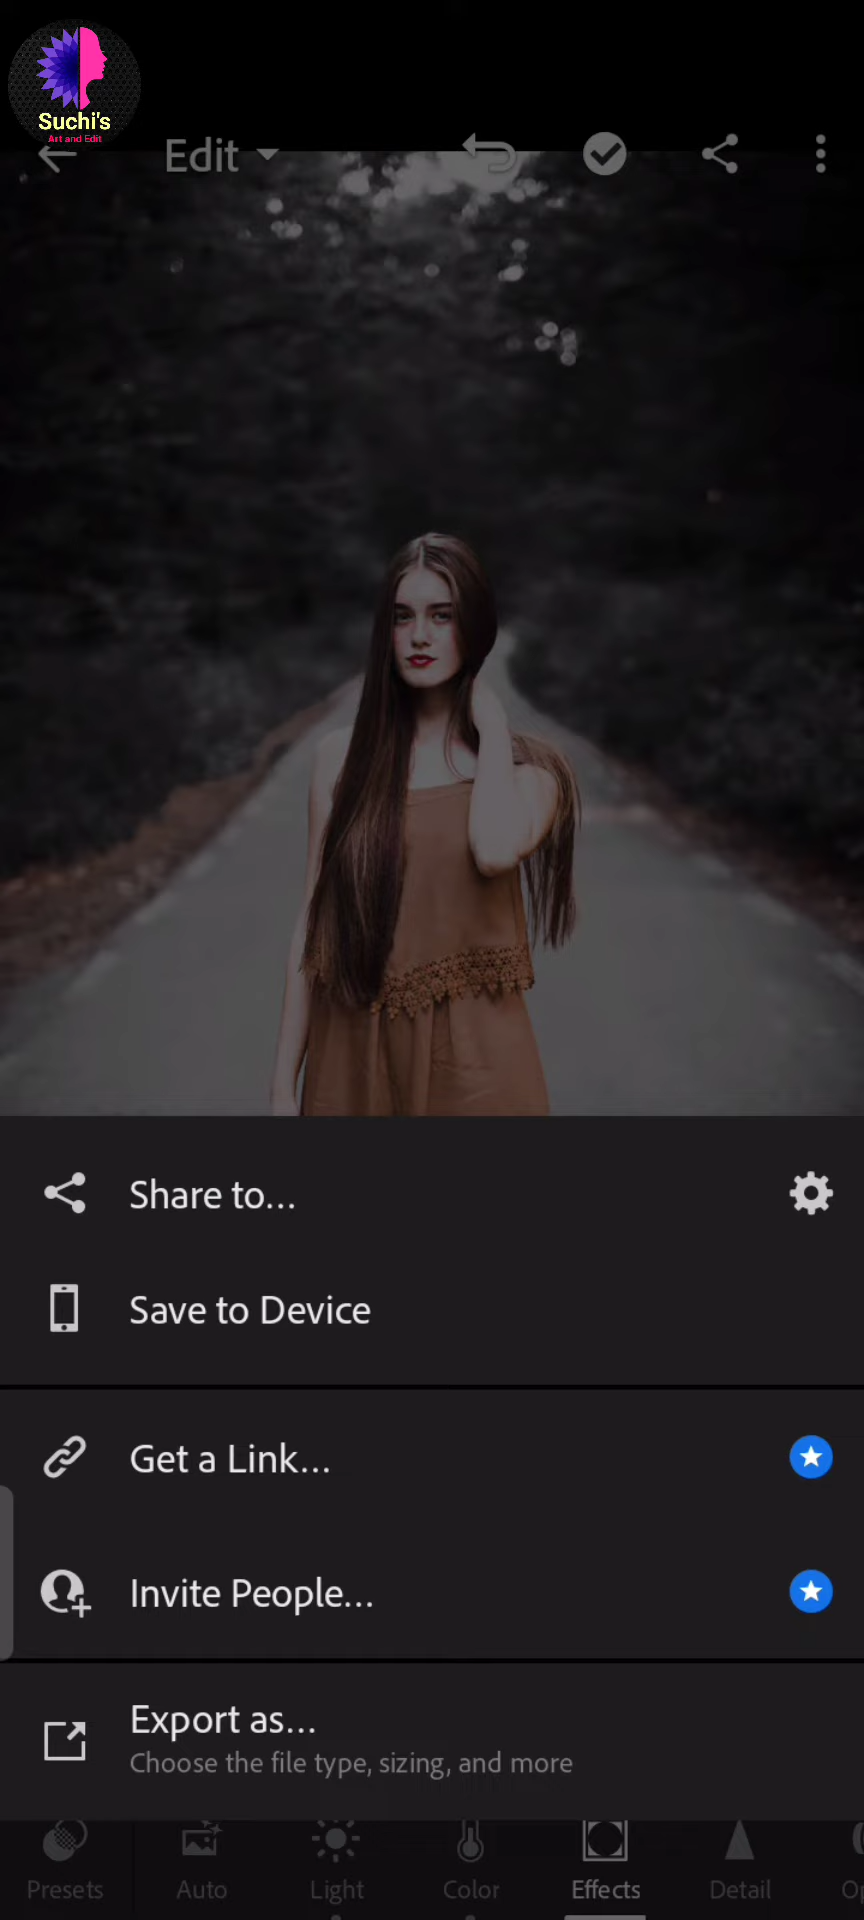 Suchi's
Art and Edit
Edit
Share to...
Save to Device
Get a Link...
Invite People...
Export as...
Choose the file type, sizing, and more
Presets
Auto
Light
Color
Effects
Detail
Op